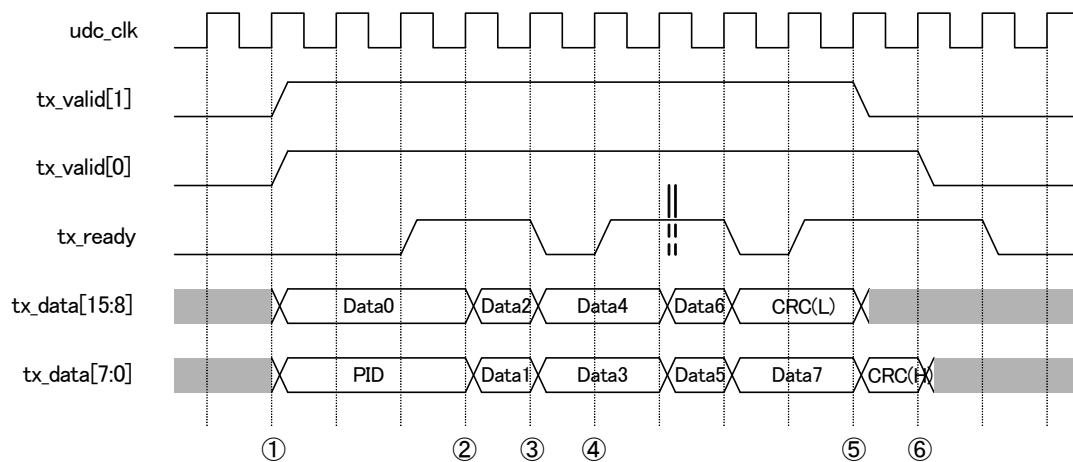 udc_clk
tx_valid[1]
tx_valid[0]
tx_ready
tx_data[15:8] Data0 Data2 Data4 Data6 CRC(L)
tx_data[7:0] PID Data1 Data3 Data5 Data7 CRC(H)
① ② ③ ④ ⑤ ⑥